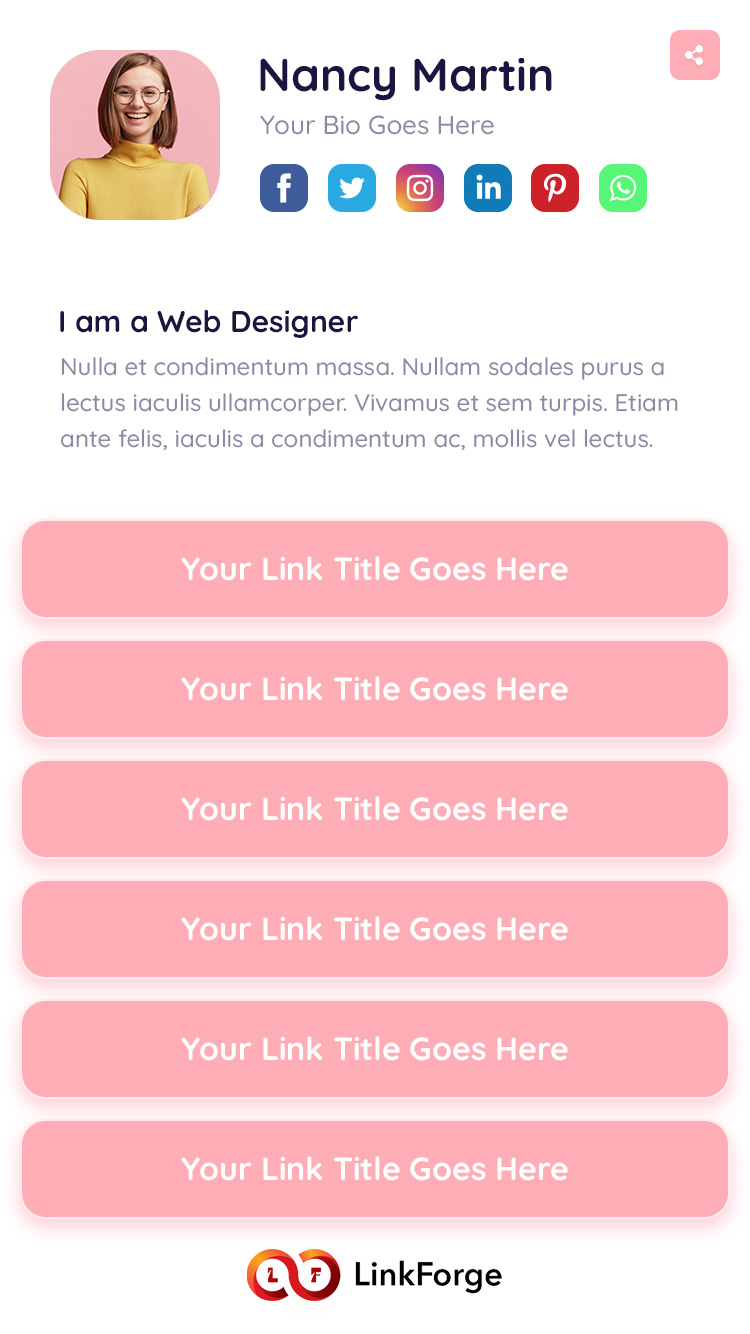 Nancy Martin
Your Bio Goes Here
I am a Web Designer
Nulla et condimentum massa. Nullam sodales purus a
lectus iaculis ullamcorper. Vivamus et sem turpis. Etiam
ante felis, iaculis a condimentum ac, mollis vel lectus.
Your Link Title Goes Here
Your Link Title Goes Here
Your Link Title Goes Here
Your Link Title Goes Here
Your Link Title Goes Here
Your Link Title Goes Here
L F LinkForge